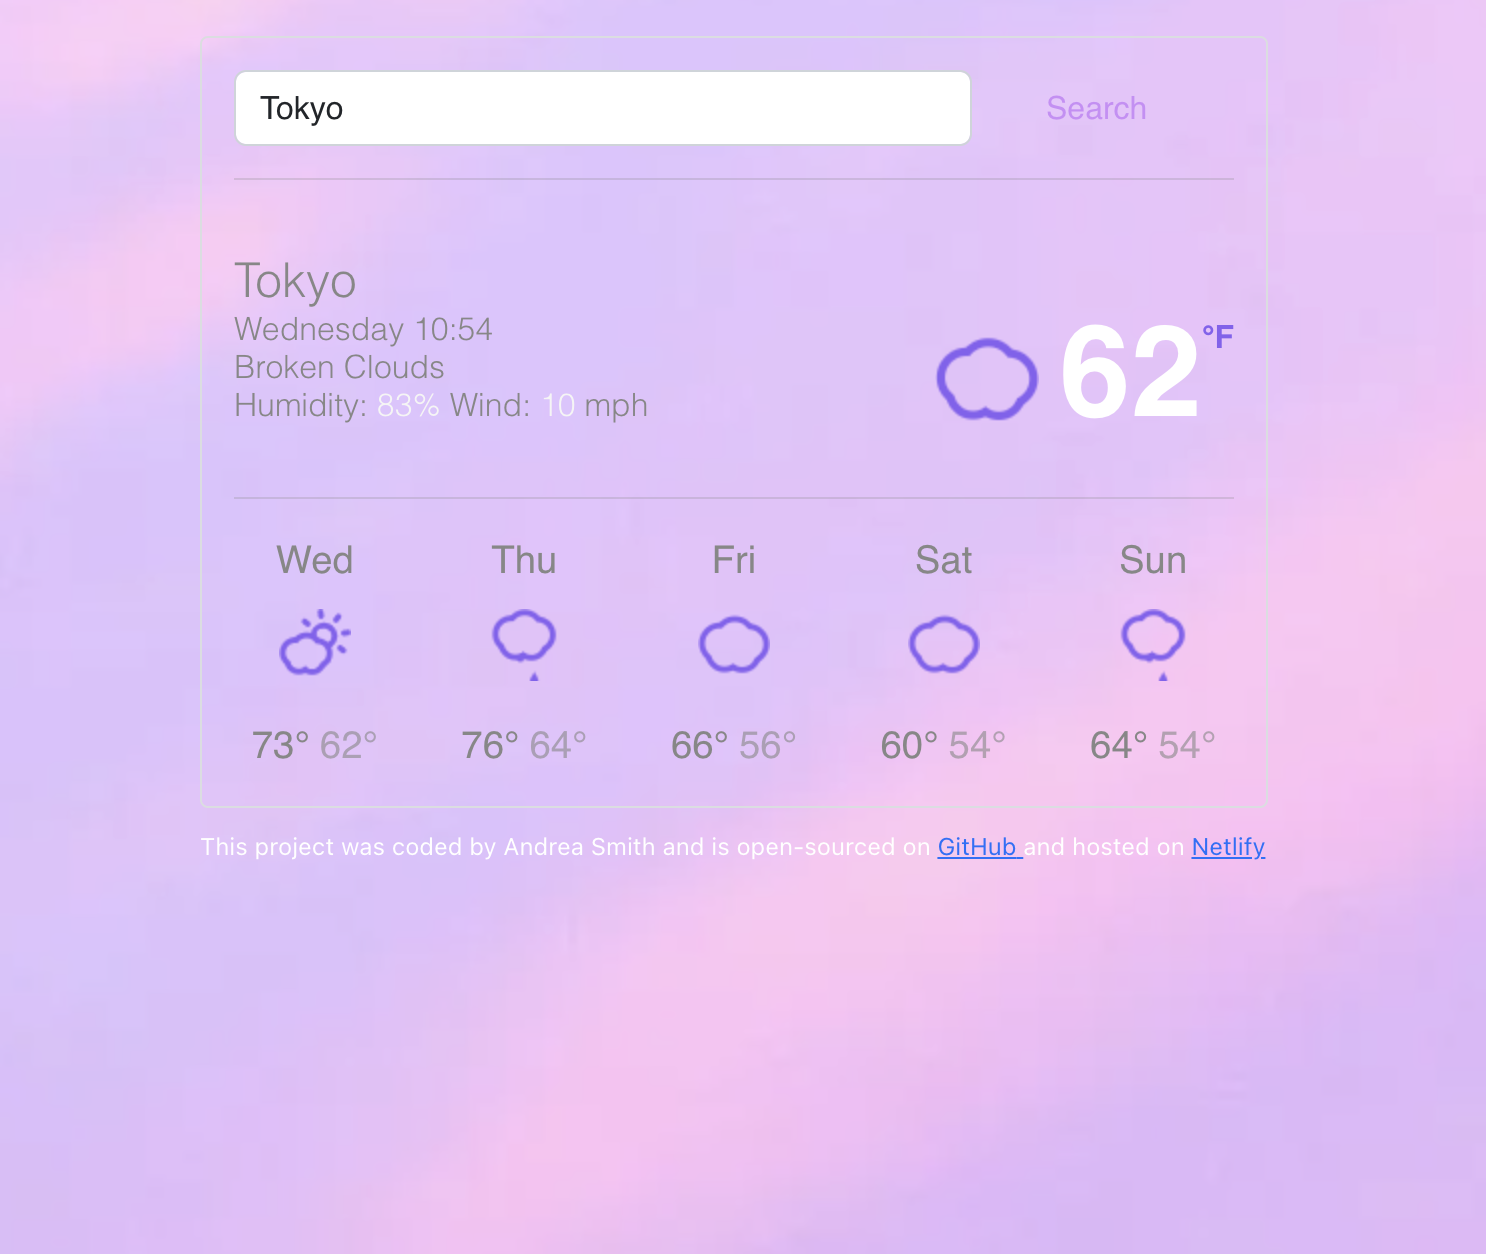 Tokyo
Search
Tokyo
Wednesday 10:54
Broken Clouds
Humidity: 83% Wind: 10 mph
62 °F
Wed Thu Fri Sat Sun
73° 62° 76° 64° 66° 56° 60° 54° 64° 54°
This project was coded by Andrea Smith and is open-sourced on GitHub and hosted on Netlify